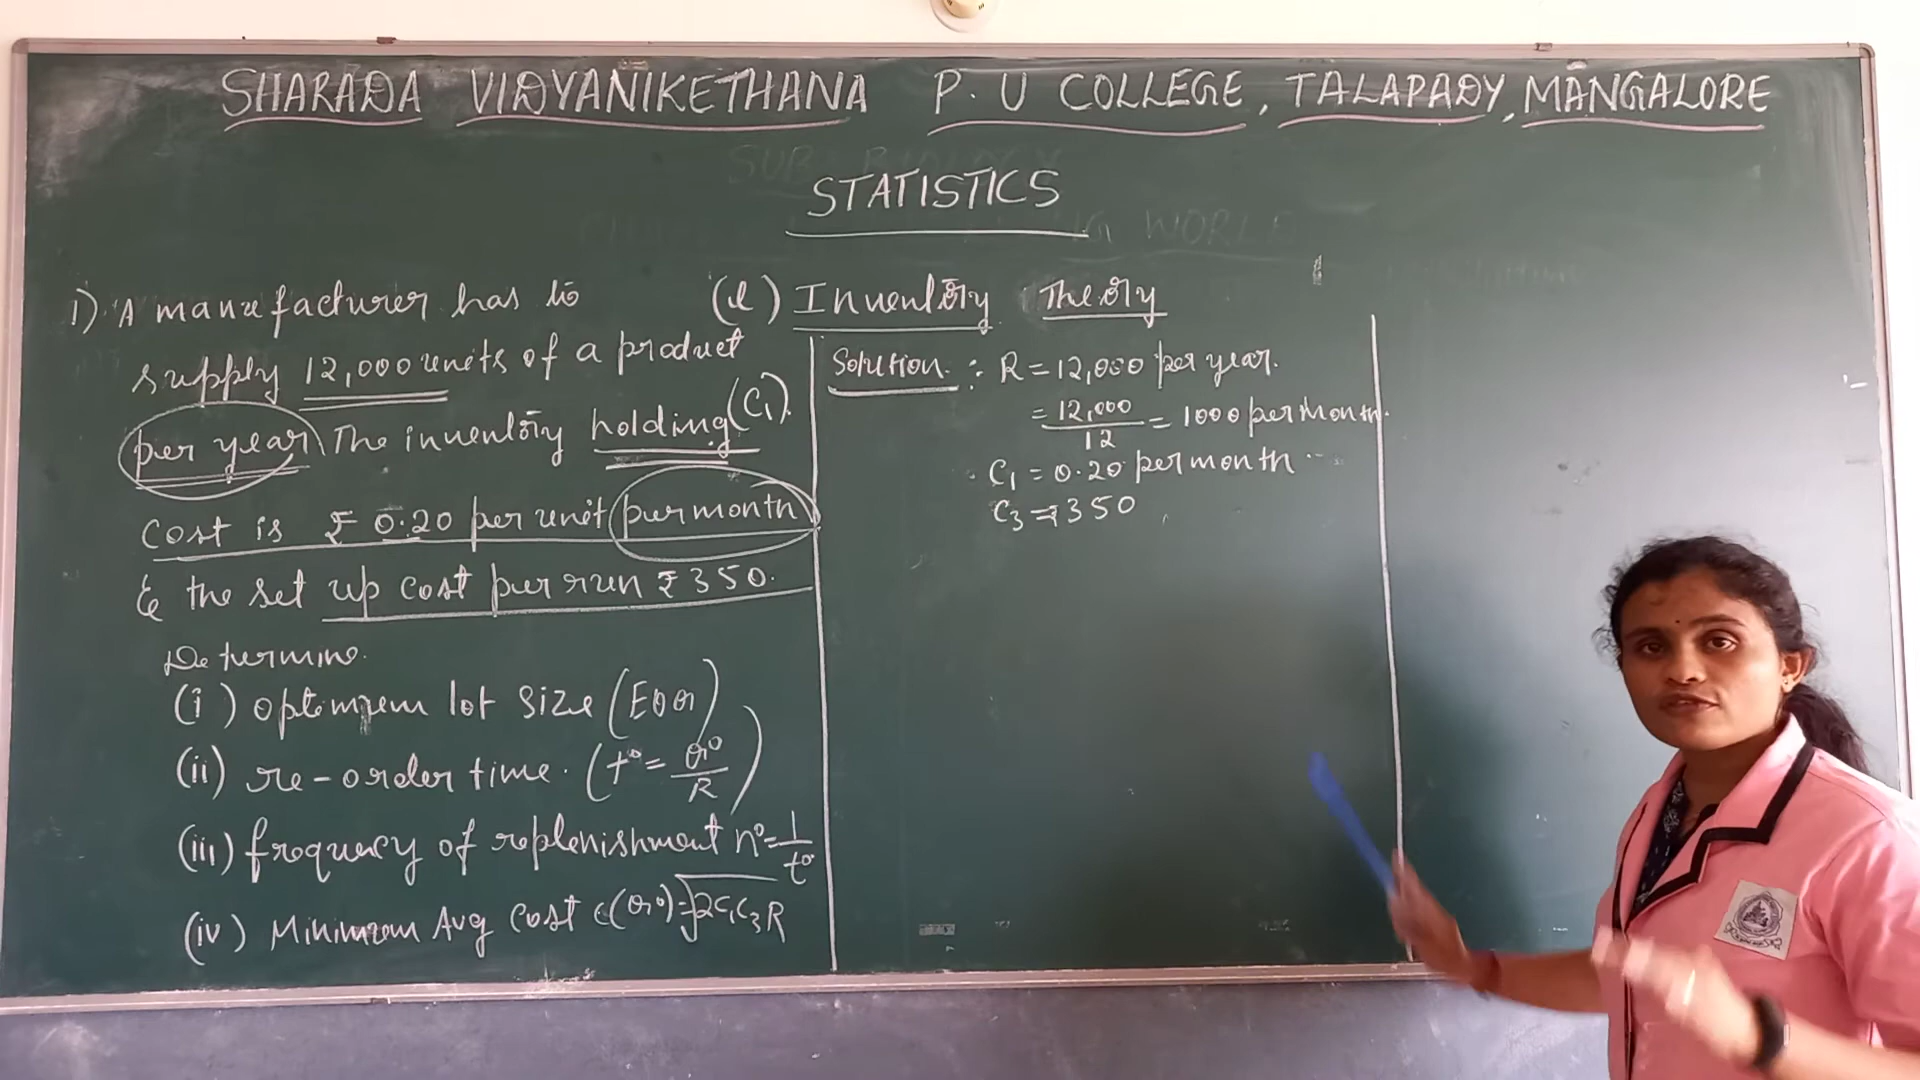 SHARADA VIDYANIKETHANA P. U COLLEGE, TALAPADY, MANGALORE
STATISTICS
(d) Inventory Theory
1). A manufacturer has to
supply 12,000 units of a product
per year. The inventory holding (C₁).
cost is ₹ 0.20 per unit per month
& the set up cost per run ₹ 350.
Determine.
(i) optimum lot size (EOQ)
(ii) re-order time. (t° = Q°/R)
(iii) frequency of replenishment n° = 1/t°
(iv) Minimum Avg cost C(Q°) = √2C₁C₃R
Solution : R = 12,000 per year.
= 12,000/12 = 1000 per month.
C₁ = 0.20 per month
C₃ = ₹350